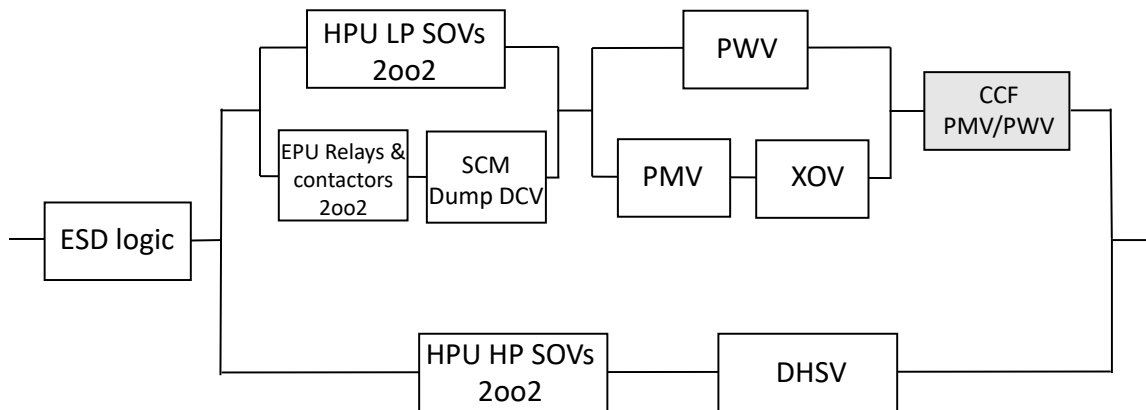 HPU LP SOVs
2oo2
PWV
CCF
PMV/PWV
EPU Relays &
contactors
2oo2
SCM
Dump DCV
PMV
XOV
ESD logic
HPU HP SOVs
2oo2
DHSV